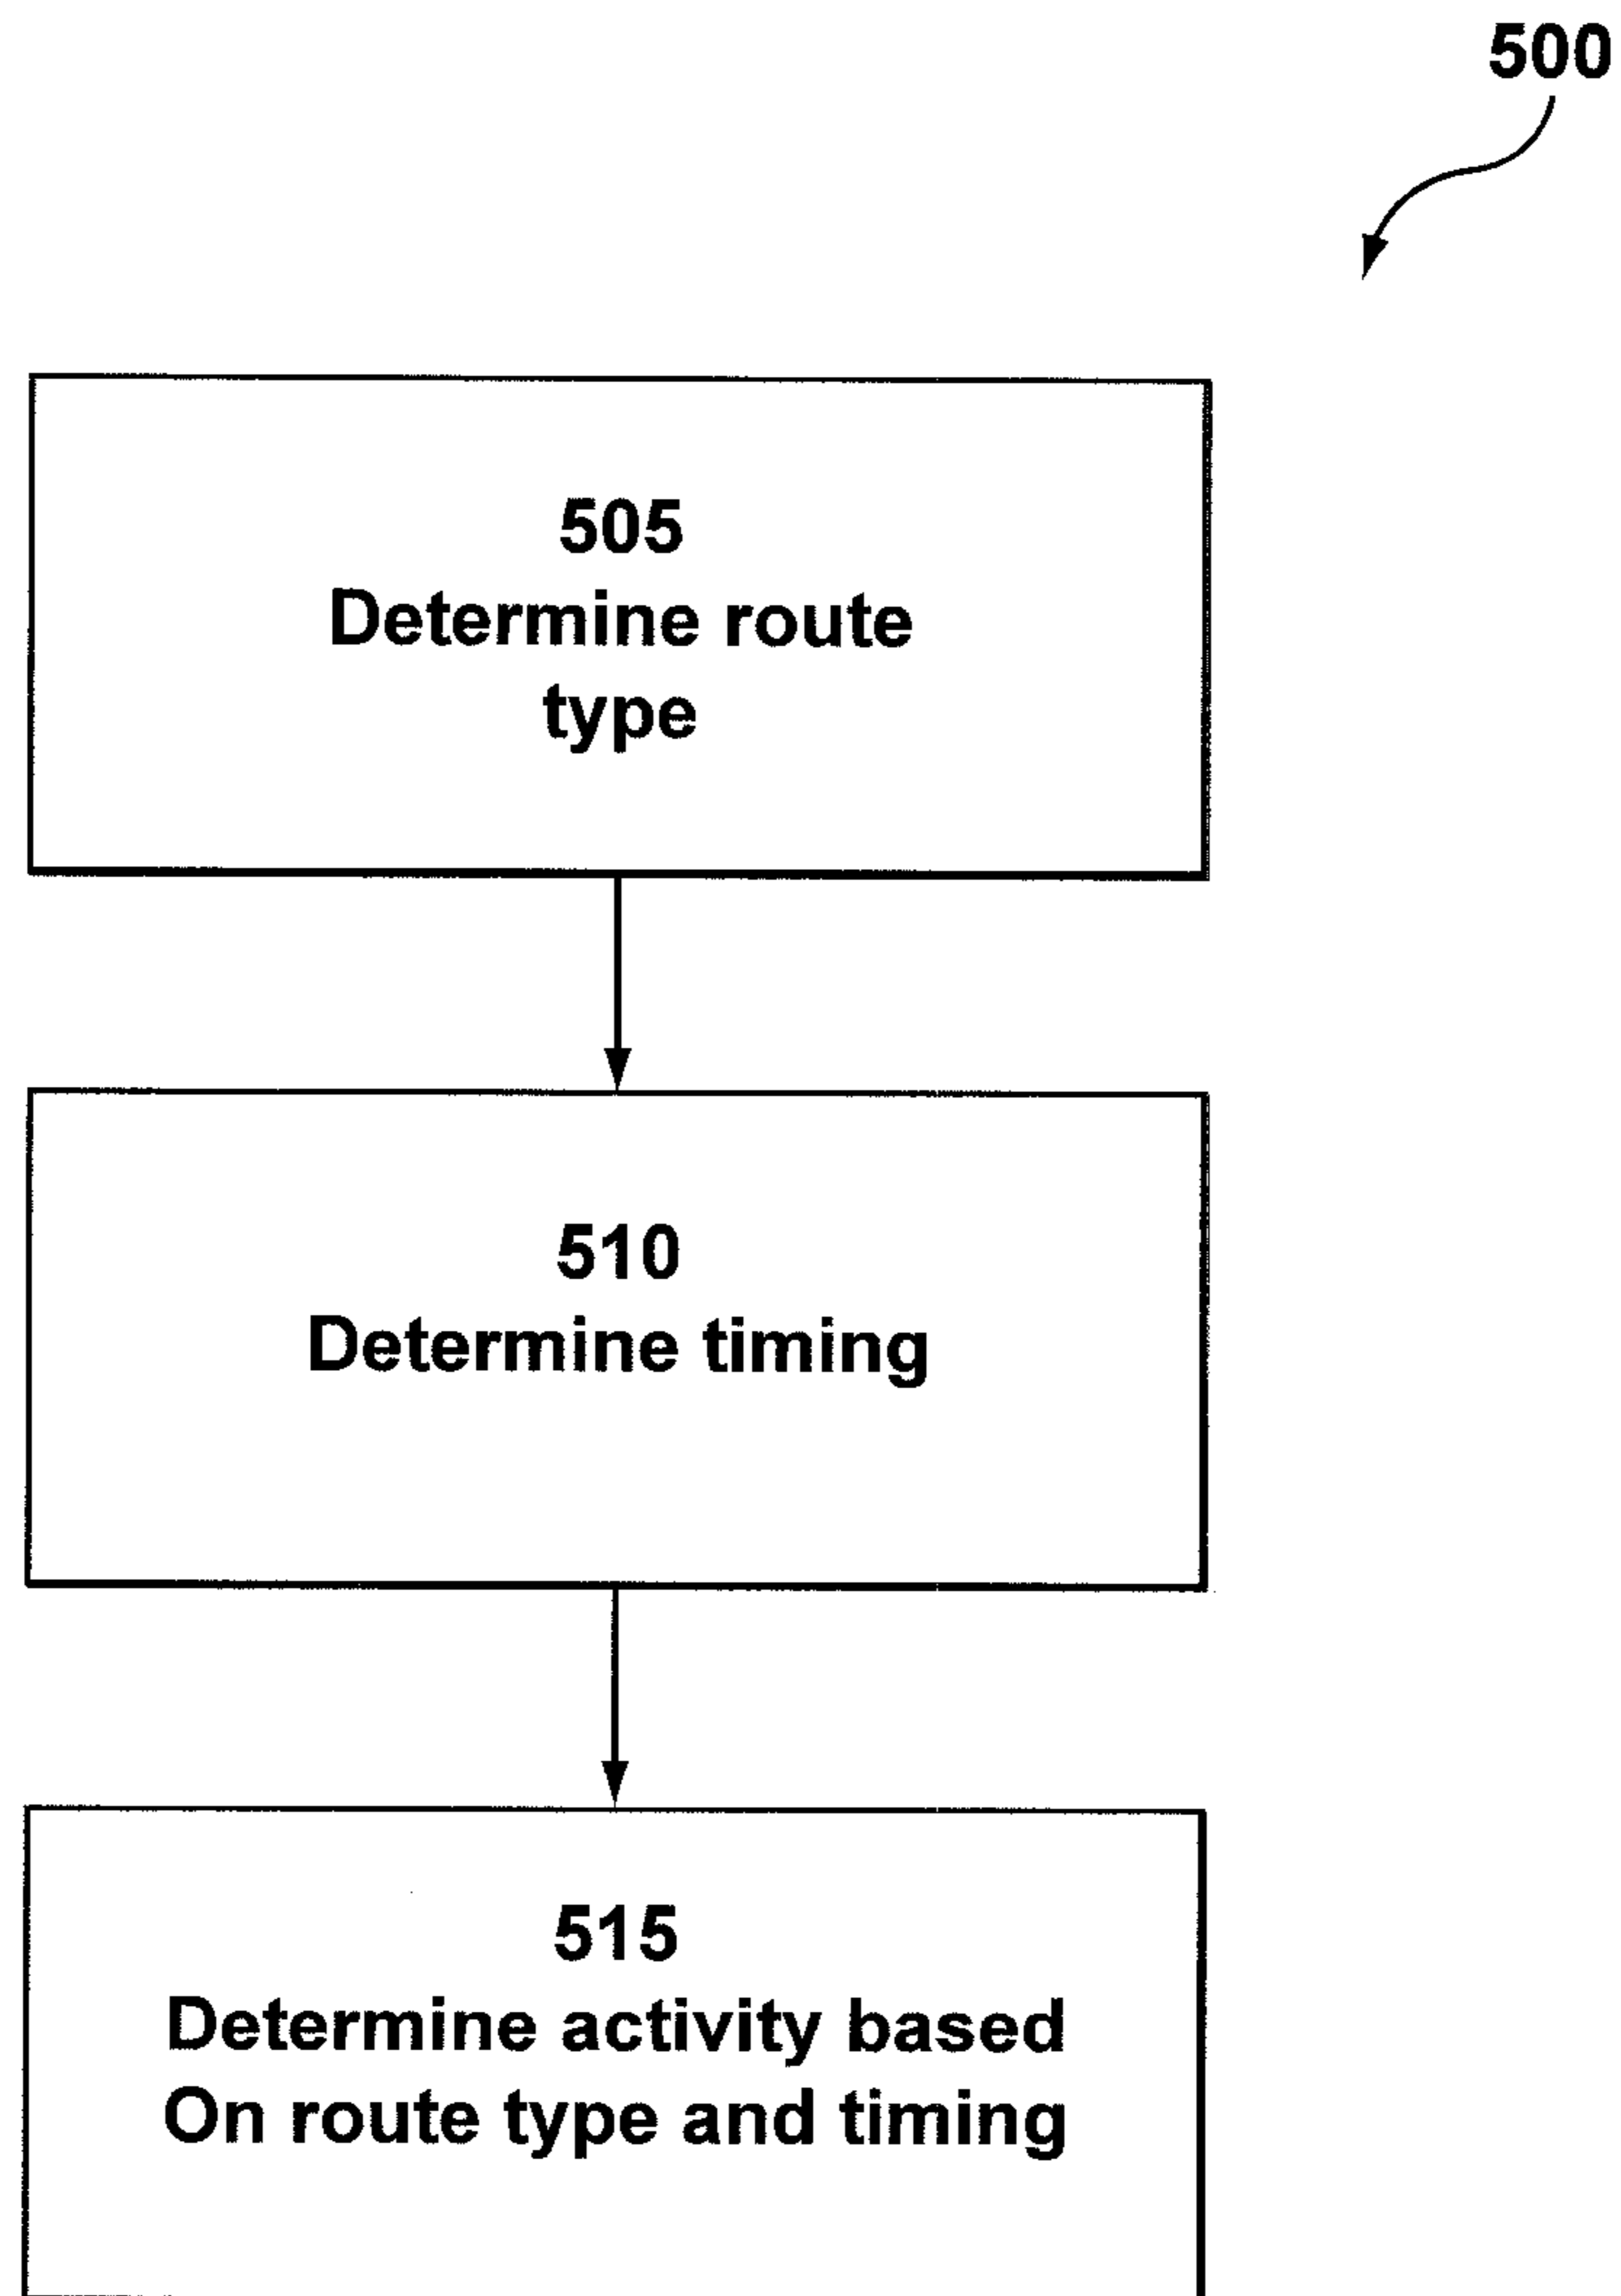 500
505
Determine route
type
510
Determine timing
515
Determine activity based
On route type and timing